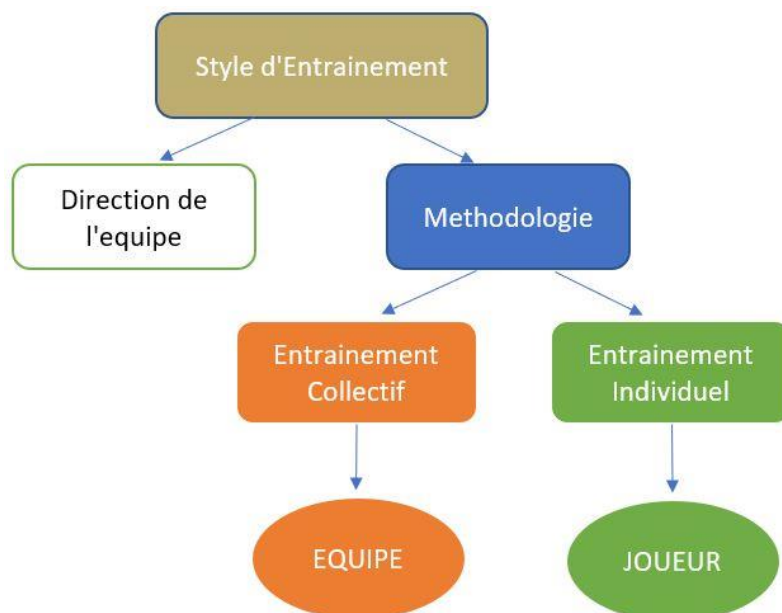 Style d'Entrainement
Direction de
l'equipe
Methodologie
Entrainement
Collectif
Entrainement
Individuel
EQUIPE
JOUEUR